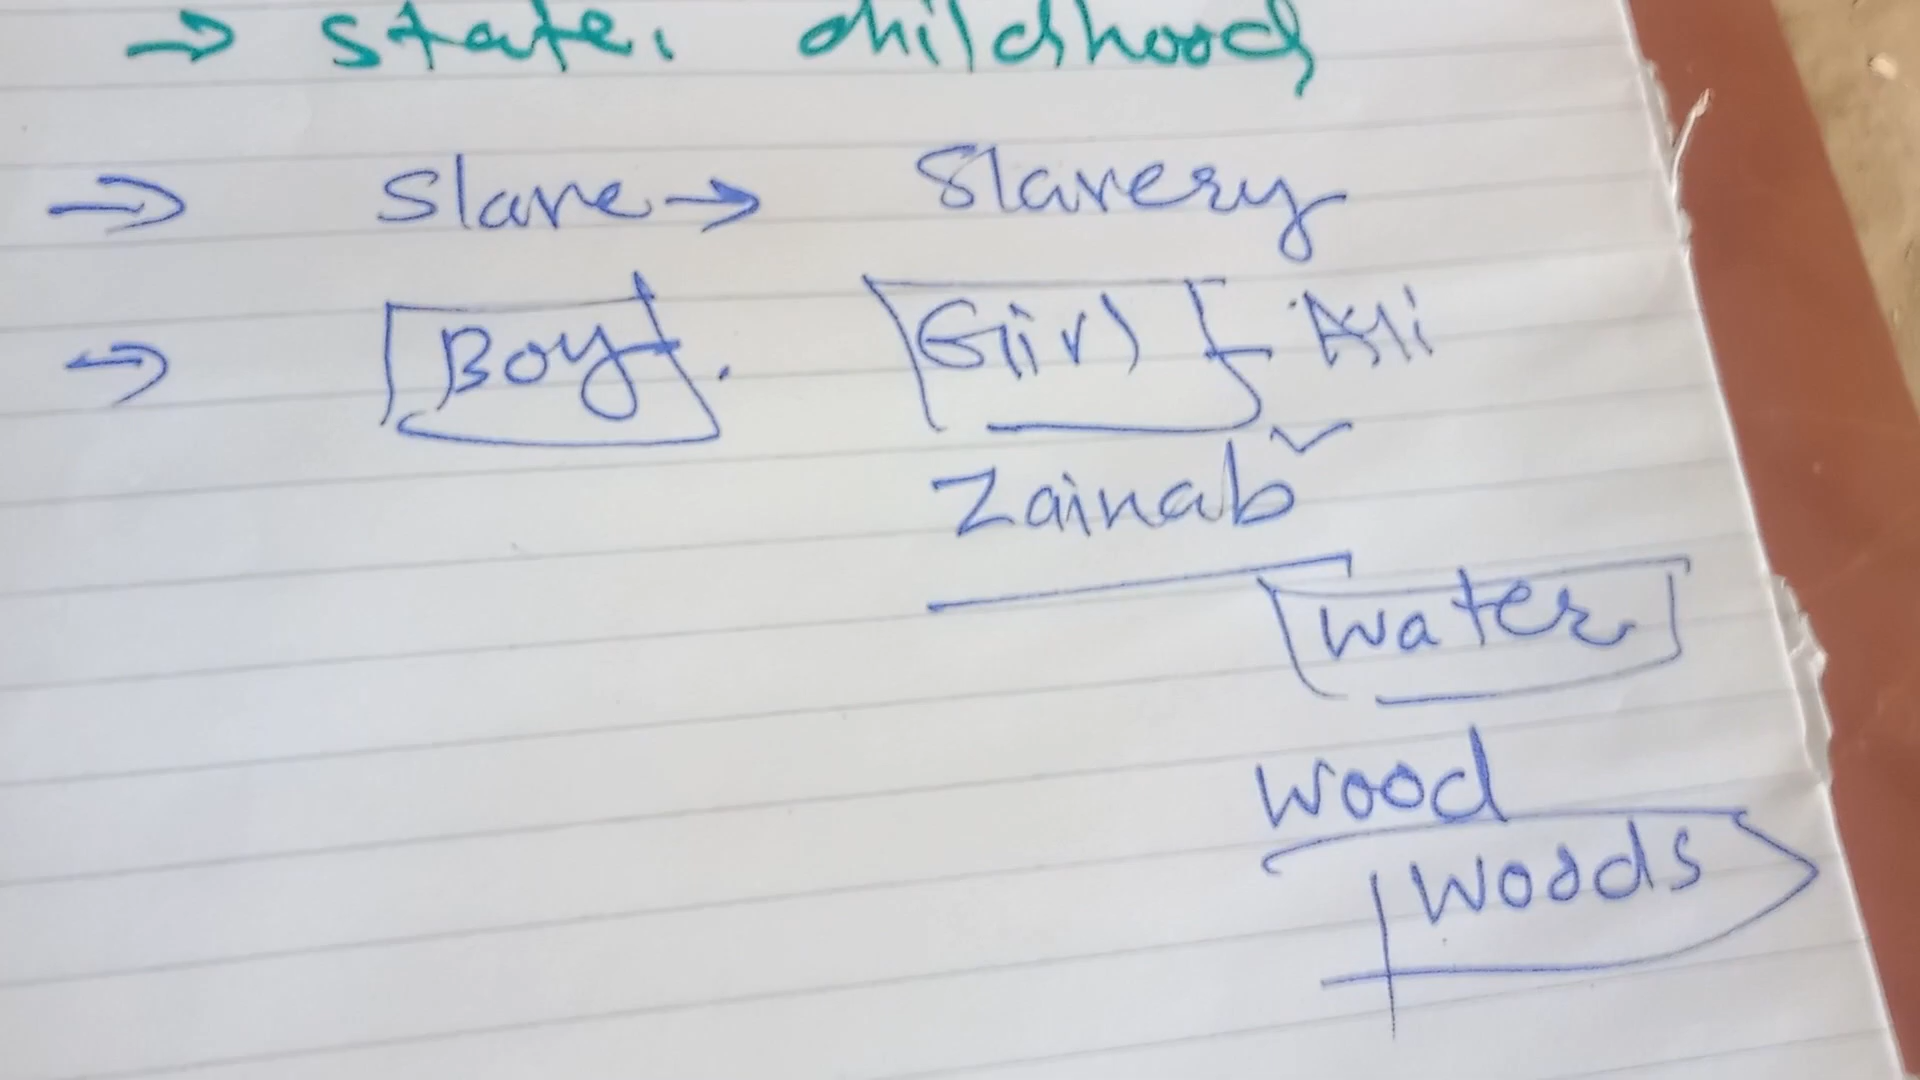 ⇒ state. childhood
⇒ Slave → Slavery
⇒ Boy. Girl - Ali
Zainab
water
wood
Woods